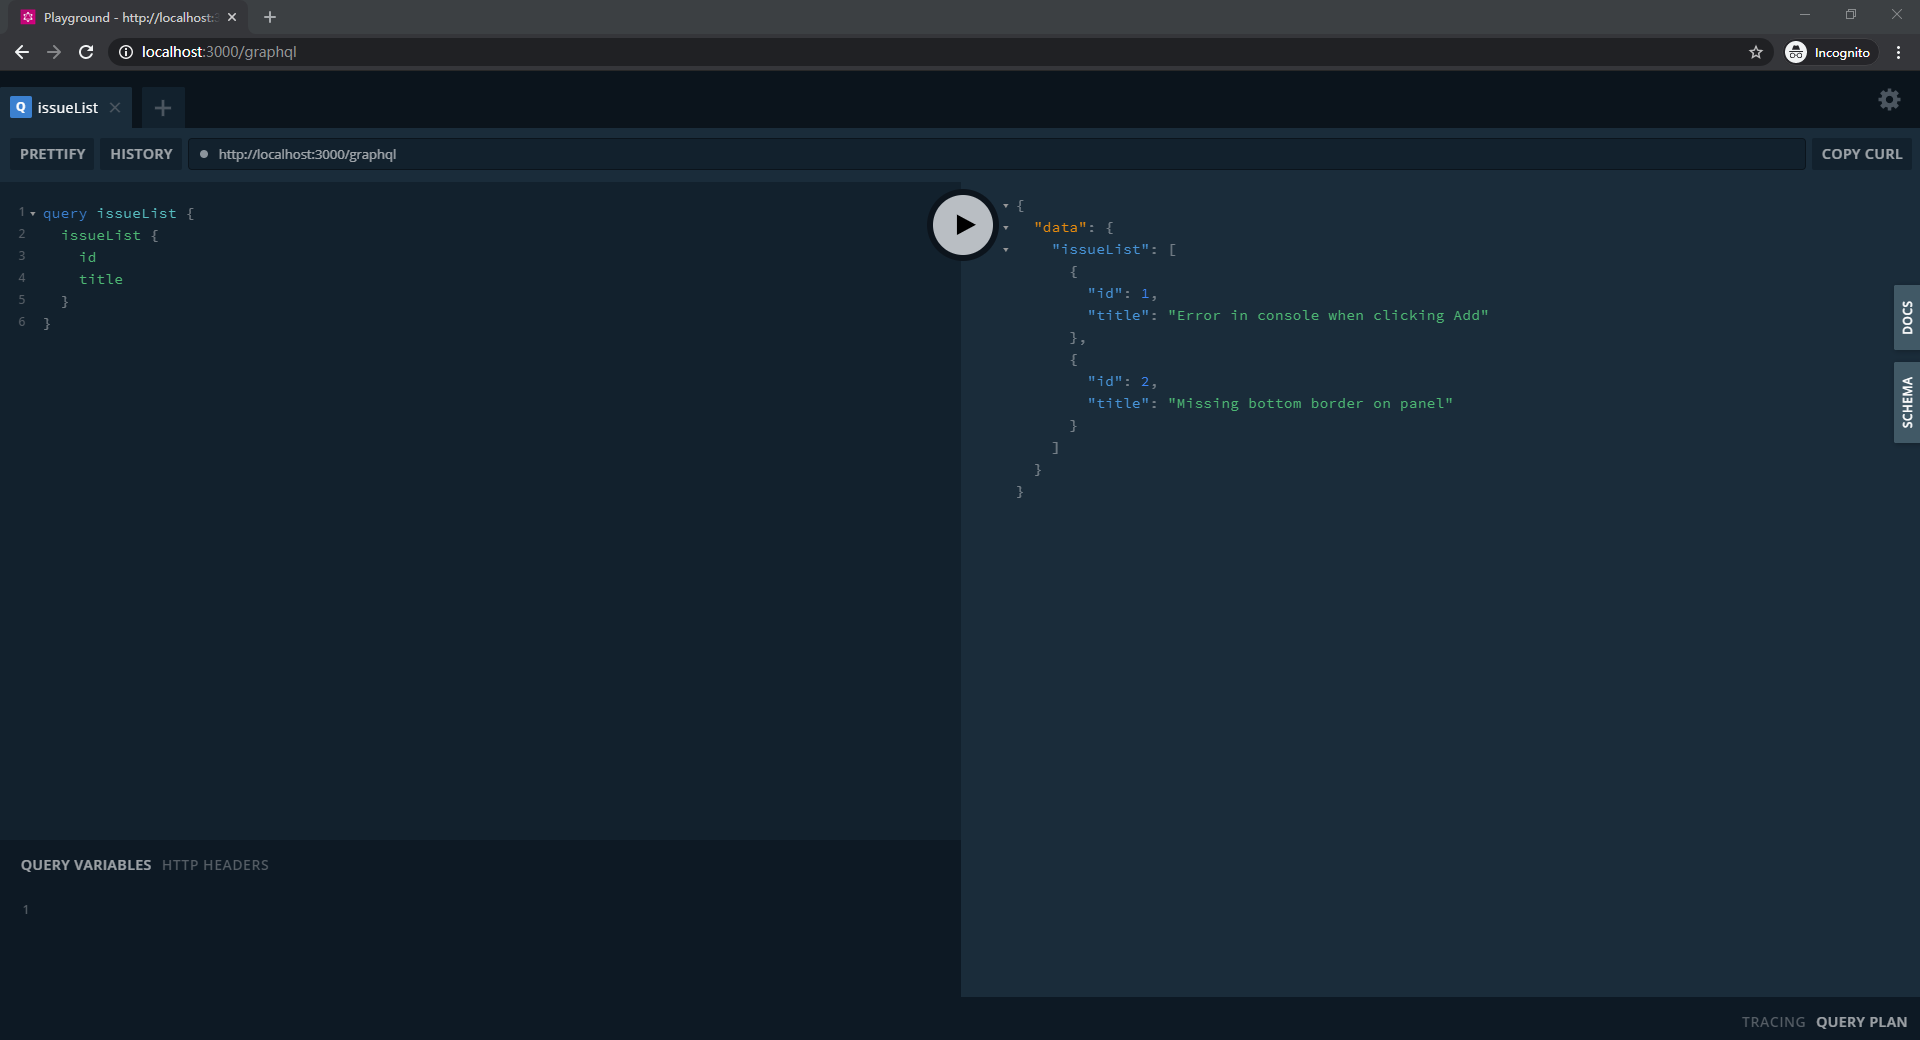 Playground - http://localhost:3
localhost:3000/graphql
Incognito
Q issueList
PRETTIFY
HISTORY
http://localhost:3000/graphql
COPY CURL
1 query issueList {
2 issueList {
3 id
4 title
5 }
6 }
{
"data": {
"issueList": [
{
"id": 1,
"title": "Error in console when clicking Add"
},
{
"id": 2,
"title": "Missing bottom border on panel"
}
]
}
}
DOCS
SCHEMA
QUERY VARIABLES HTTP HEADERS
1
TRACING QUERY PLAN